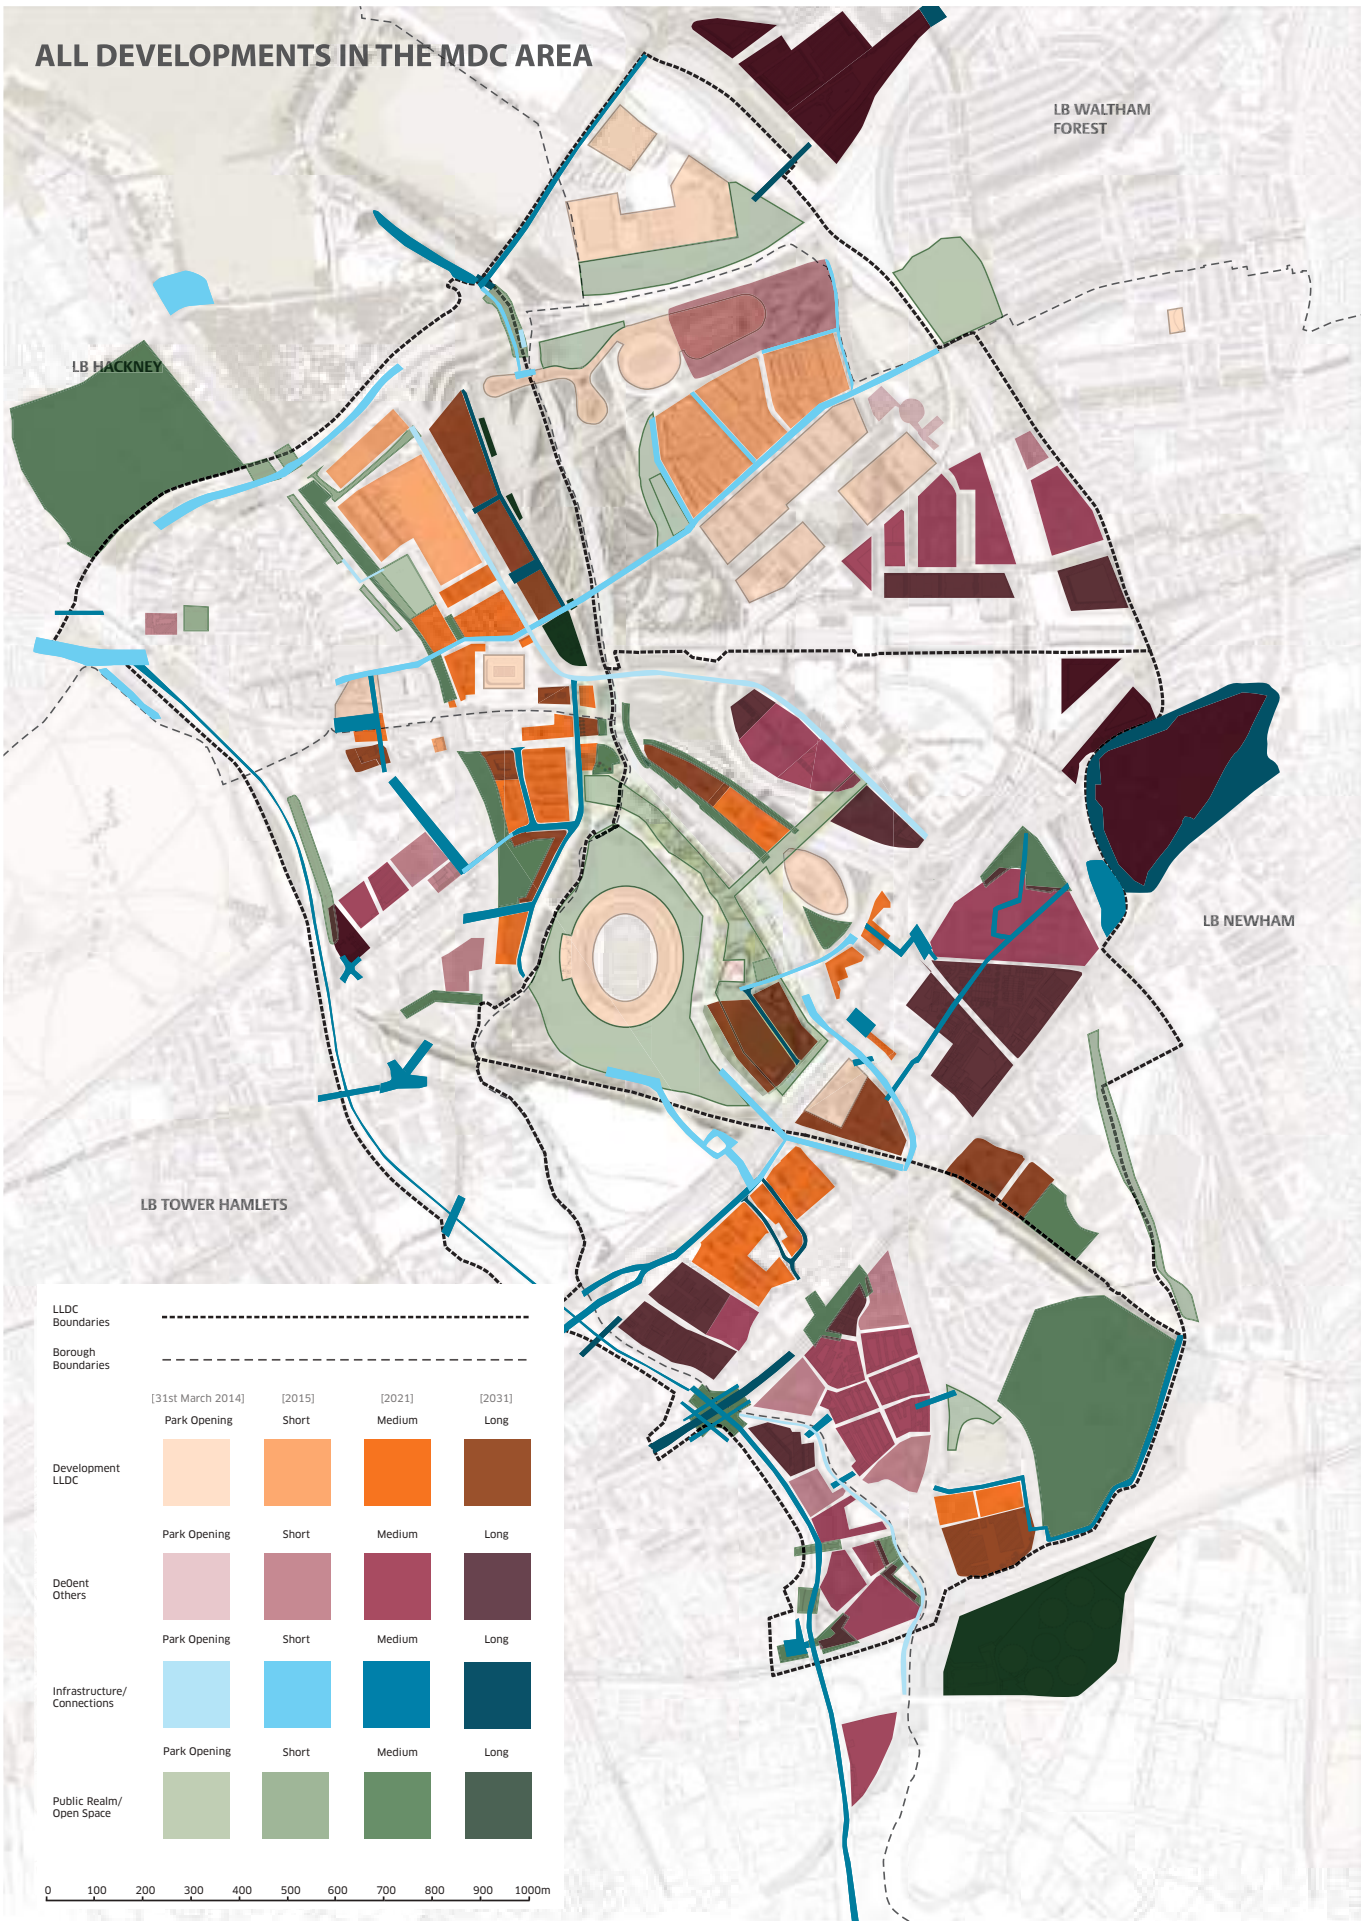 ALL DEVELOPMENTS IN THE MDC AREA
LB WALTHAM
FOREST
LB HACKNEY
LB NEWHAM
LB TOWER HAMLETS
LLDC
Boundaries
Borough
Boundaries
[31st March 2014] [2015] [2021] [2031]
Park Opening Short Medium Long
Development
LLDC
Park Opening Short Medium Long
De0ent
Others
Park Opening Short Medium Long
Infrastructure/
Connections
Park Opening Short Medium Long
Public Realm/
Open Space
0 100 200 300 400 500 600 700 800 900 1000m